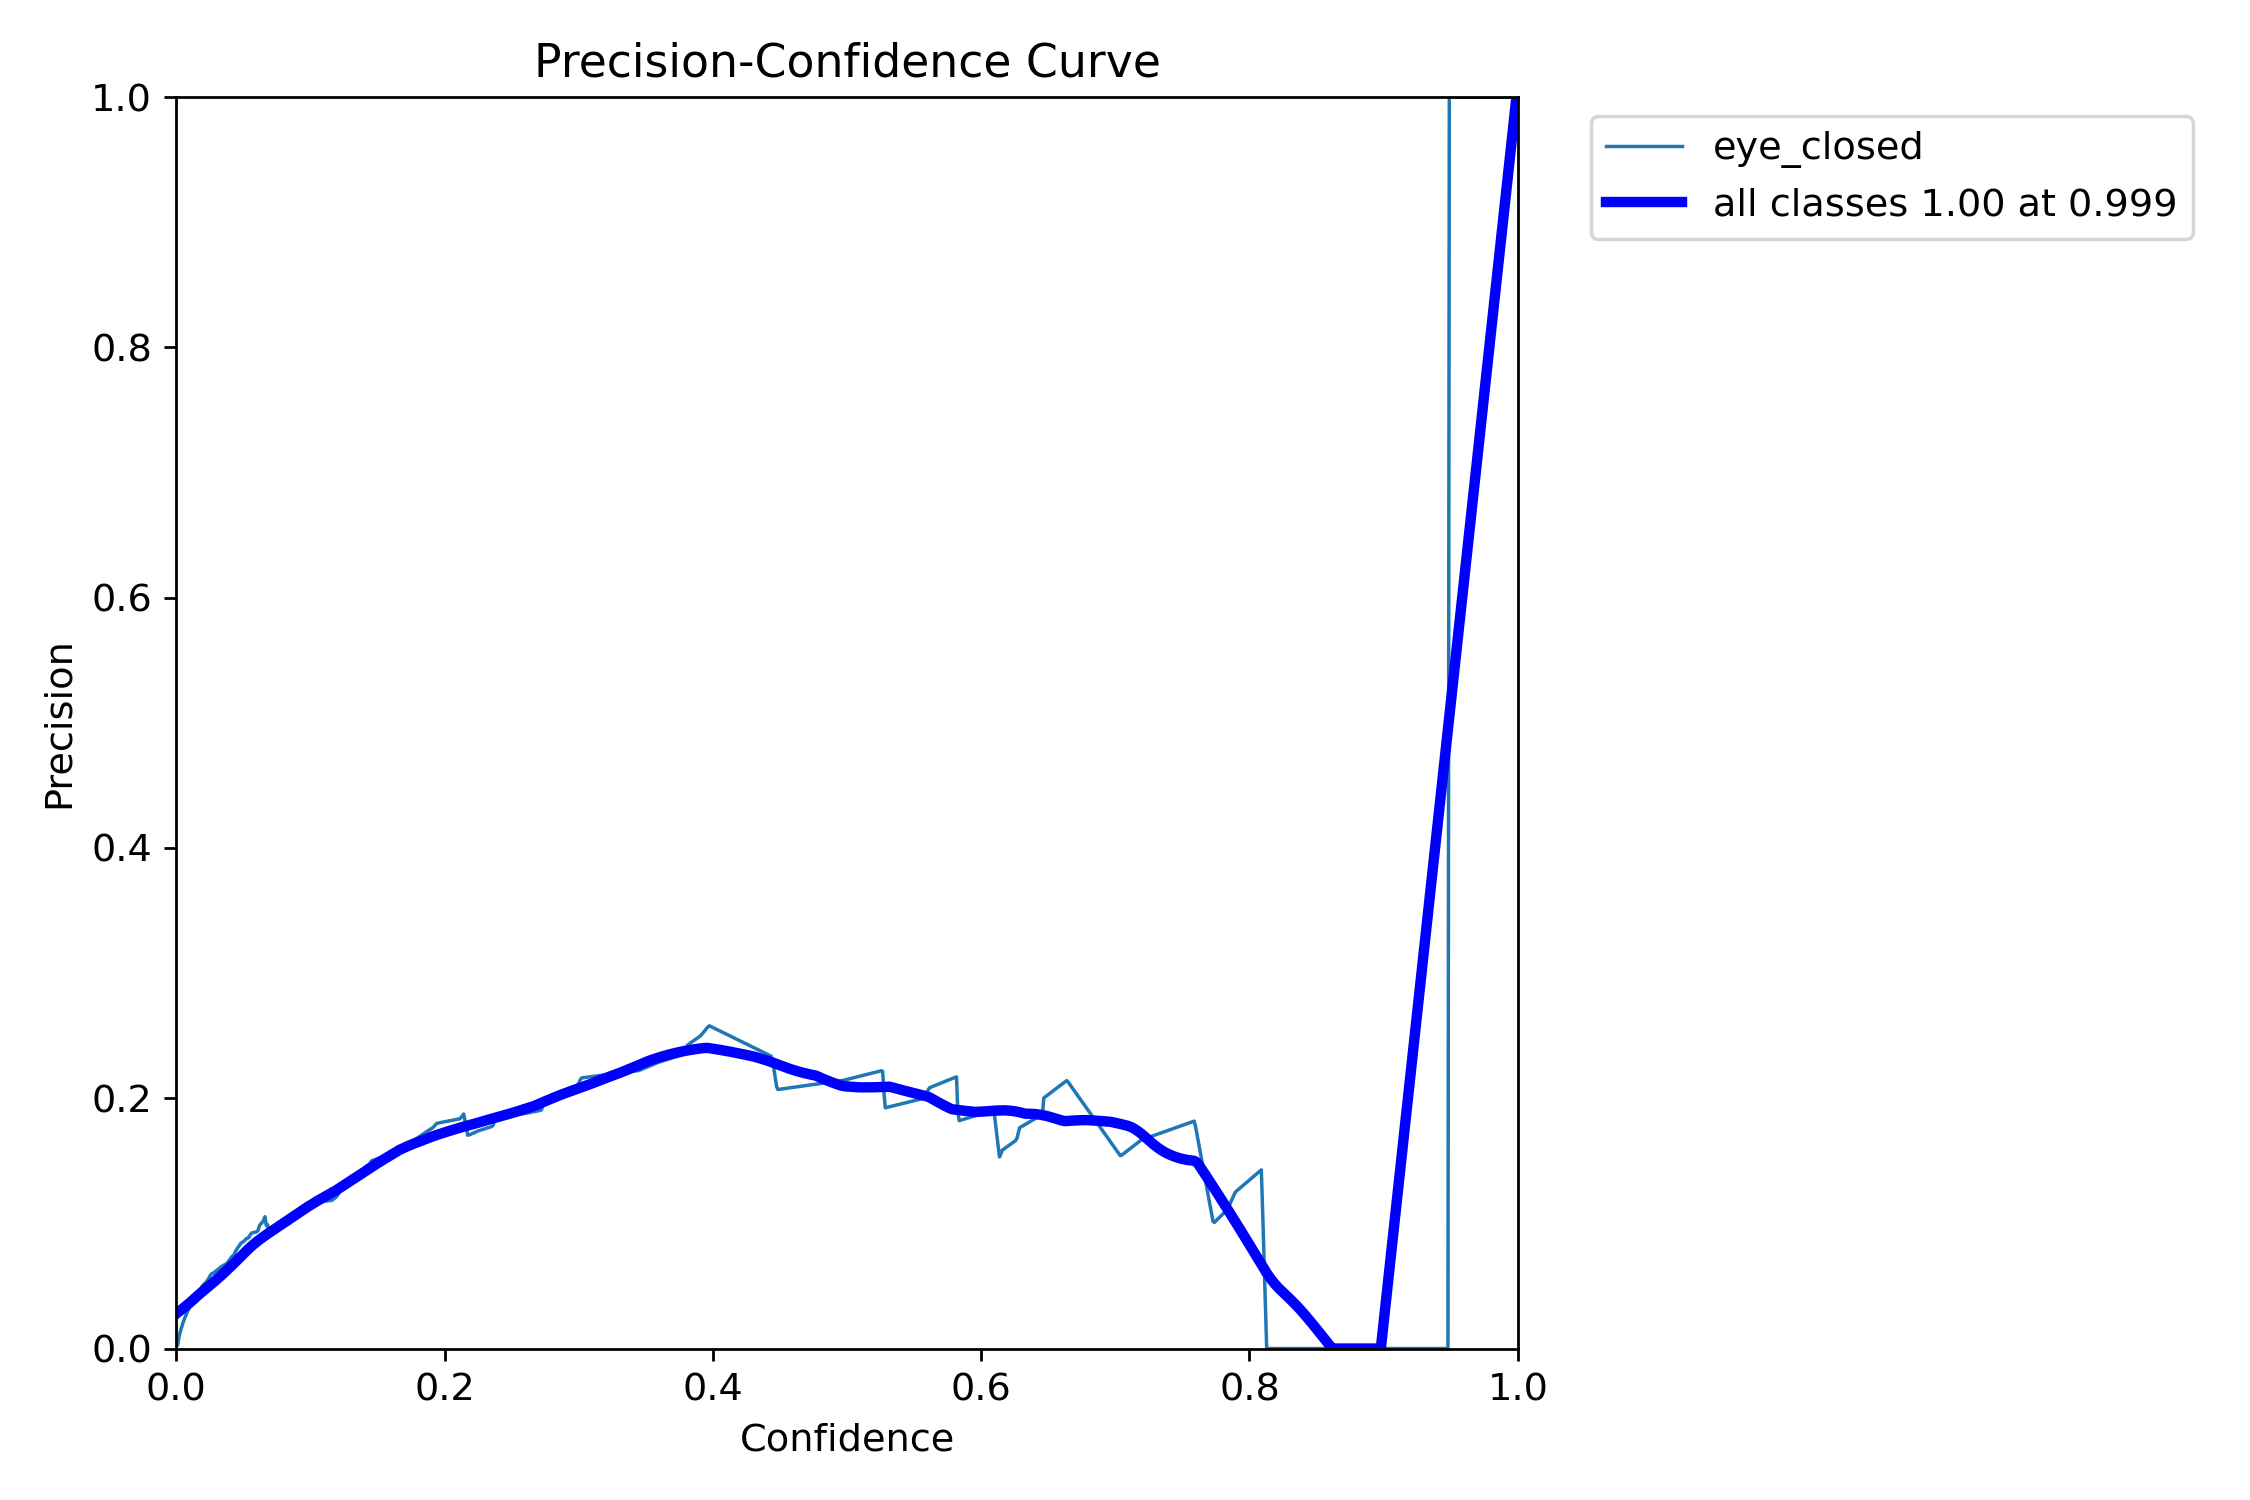 Precision-Confidence Curve
1.0
0.8
0.6
0.4
0.2
0.0
Precision
0.0 0.2 0.4 0.6 0.8 1.0
Confidence
eye_closed
all classes 1.00 at 0.999